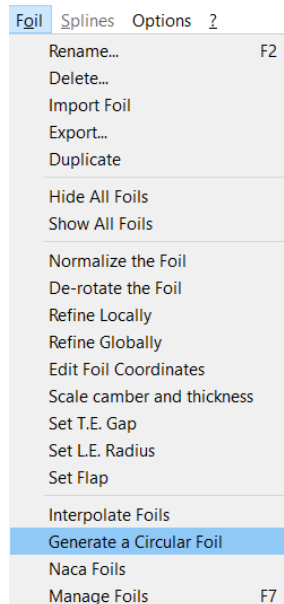 Foil Splines Options ?
Rename... F2
Delete...
Import Foil
Export...
Duplicate
Hide All Foils
Show All Foils
Normalize the Foil
De-rotate the Foil
Refine Locally
Refine Globally
Edit Foil Coordinates
Scale camber and thickness
Set T.E. Gap
Set L.E. Radius
Set Flap
Interpolate Foils
Generate a Circular Foil
Naca Foils
Manage Foils F7